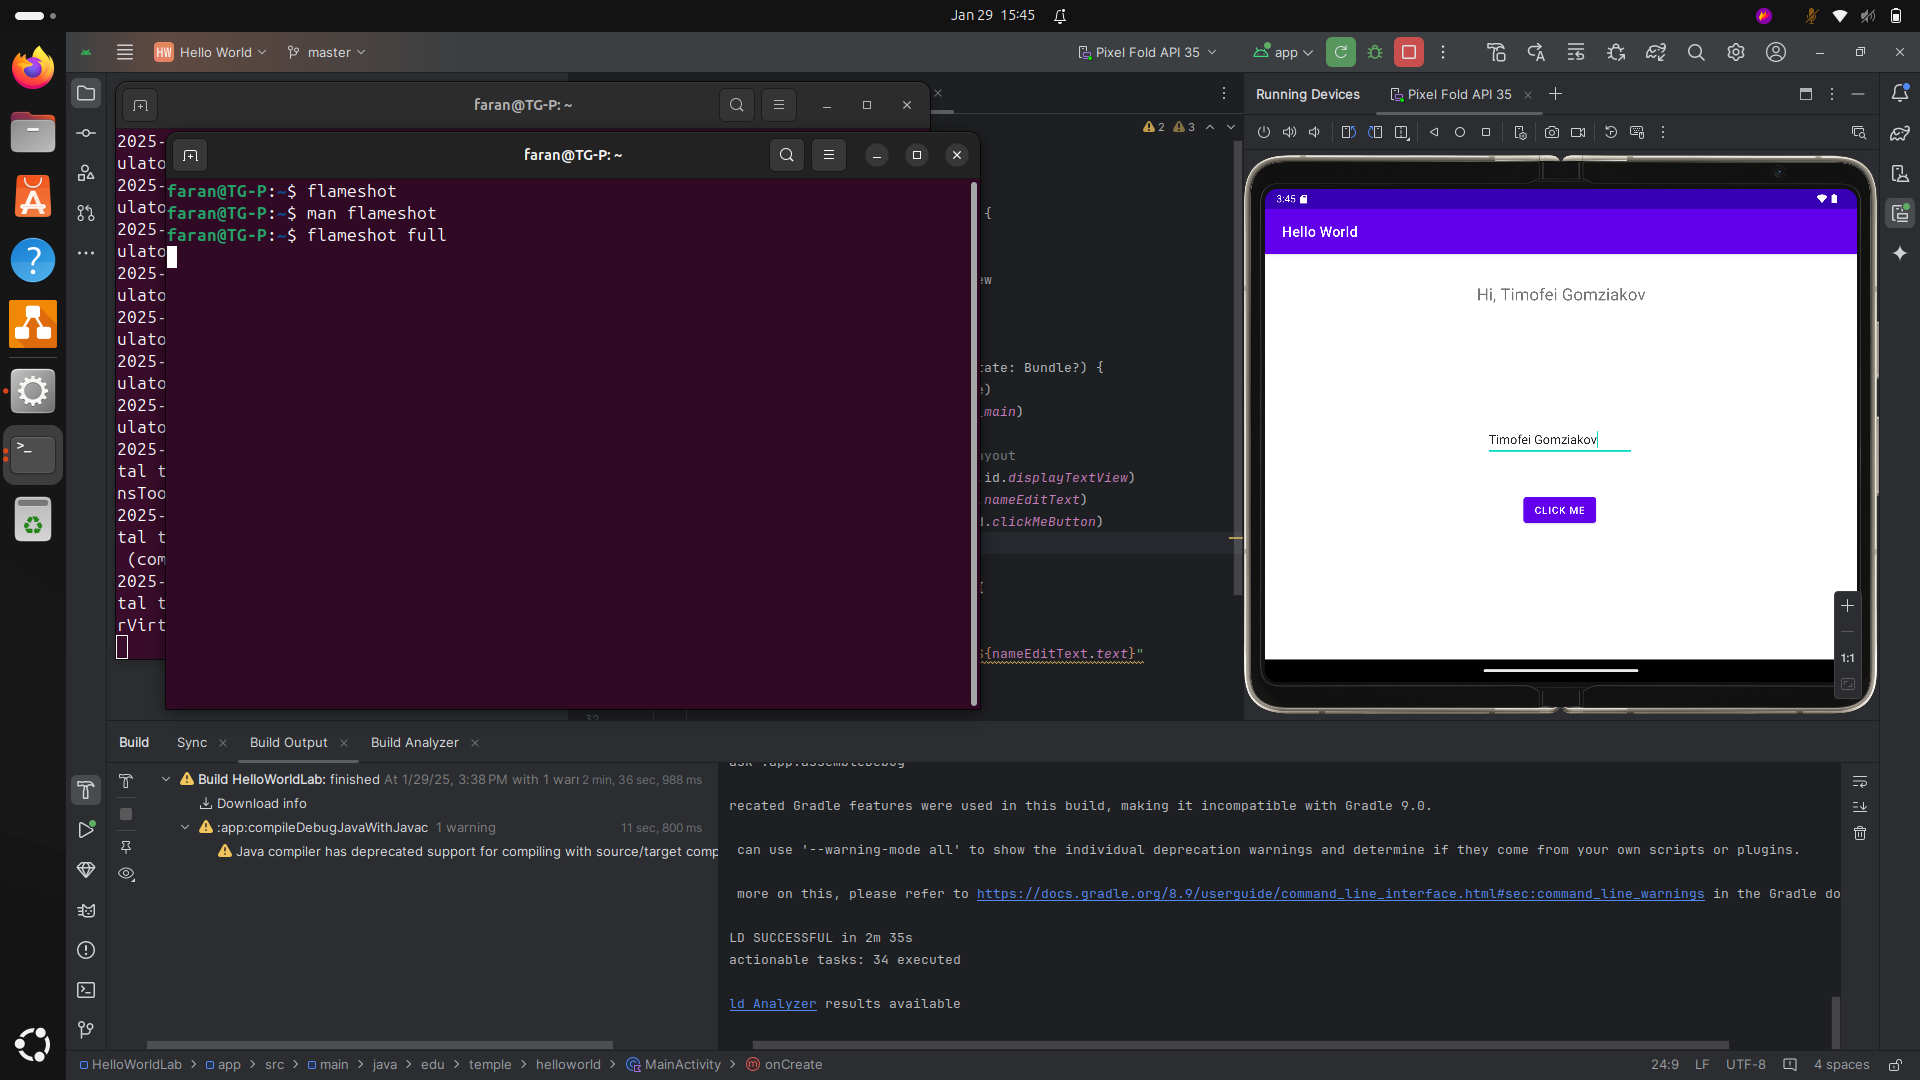 Jan 29 15:45
HW Hello World
master
Pixel Fold API 35
app
faran@TG-P: ~
2 3
2025-
ulato
2025-
ulato
2025-
ulato
2025-
ulato
2025-
ulato
2025-
ulato
2025-
ulato
2025-
tal t
nsToo
2025-
tal t
(com
2025-
tal t
rVirt
faran@TG-P: ~
faran@TG-P:~$ flameshot
faran@TG-P:~$ man flameshot
faran@TG-P:~$ flameshot full
{
ew
tate: Bundle?) {
e)
main)
ayout
.id.displayTextView)
.nameEditText)
d.clickMeButton)
{
${nameEditText.text}"
32
Running Devices
Pixel Fold API 35
3:45
Hello World
Hi, Timofei Gomziakov
Timofei Gomziakov
CLICK ME
1:1
Build
Sync
Build Output
Build Analyzer
Build HelloWorldLab: finished At 1/29/25, 3:38 PM with 1 warr 2 min, 36 sec, 988 ms
Download info
:app:compileDebugJavaWithJavac 1 warning 11 sec, 800 ms
Java compiler has deprecated support for compiling with source/target comp
ask :app:assembleDebug
recated Gradle features were used in this build, making it incompatible with Gradle 9.0.
can use '--warning-mode all' to show the individual deprecation warnings and determine if they come from your own scripts or plugins.
more on this, please refer to https://docs.gradle.org/8.9/userguide/command_line_interface.html#sec:command_line_warnings in the Gradle do
LD SUCCESSFUL in 2m 35s
actionable tasks: 34 executed
ld Analyzer results available
HelloWorldLab > app > src > main > java > edu > temple > helloworld > MainActivity > onCreate
24:9 LF UTF-8 4 spaces